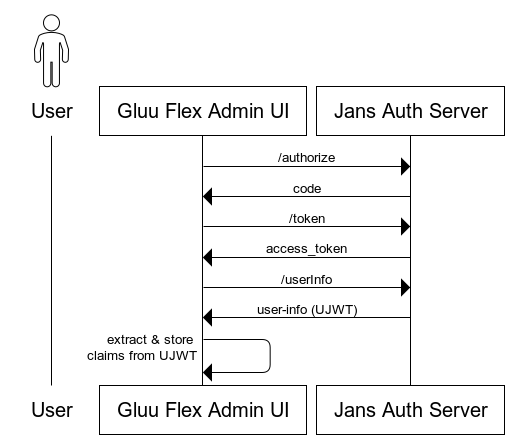 User
Gluu Flex Admin UI
Jans Auth Server
/authorize
code
/token
access_token
/userInfo
user-info (UJWT)
extract & store
claims from UJWT
User
Gluu Flex Admin UI
Jans Auth Server